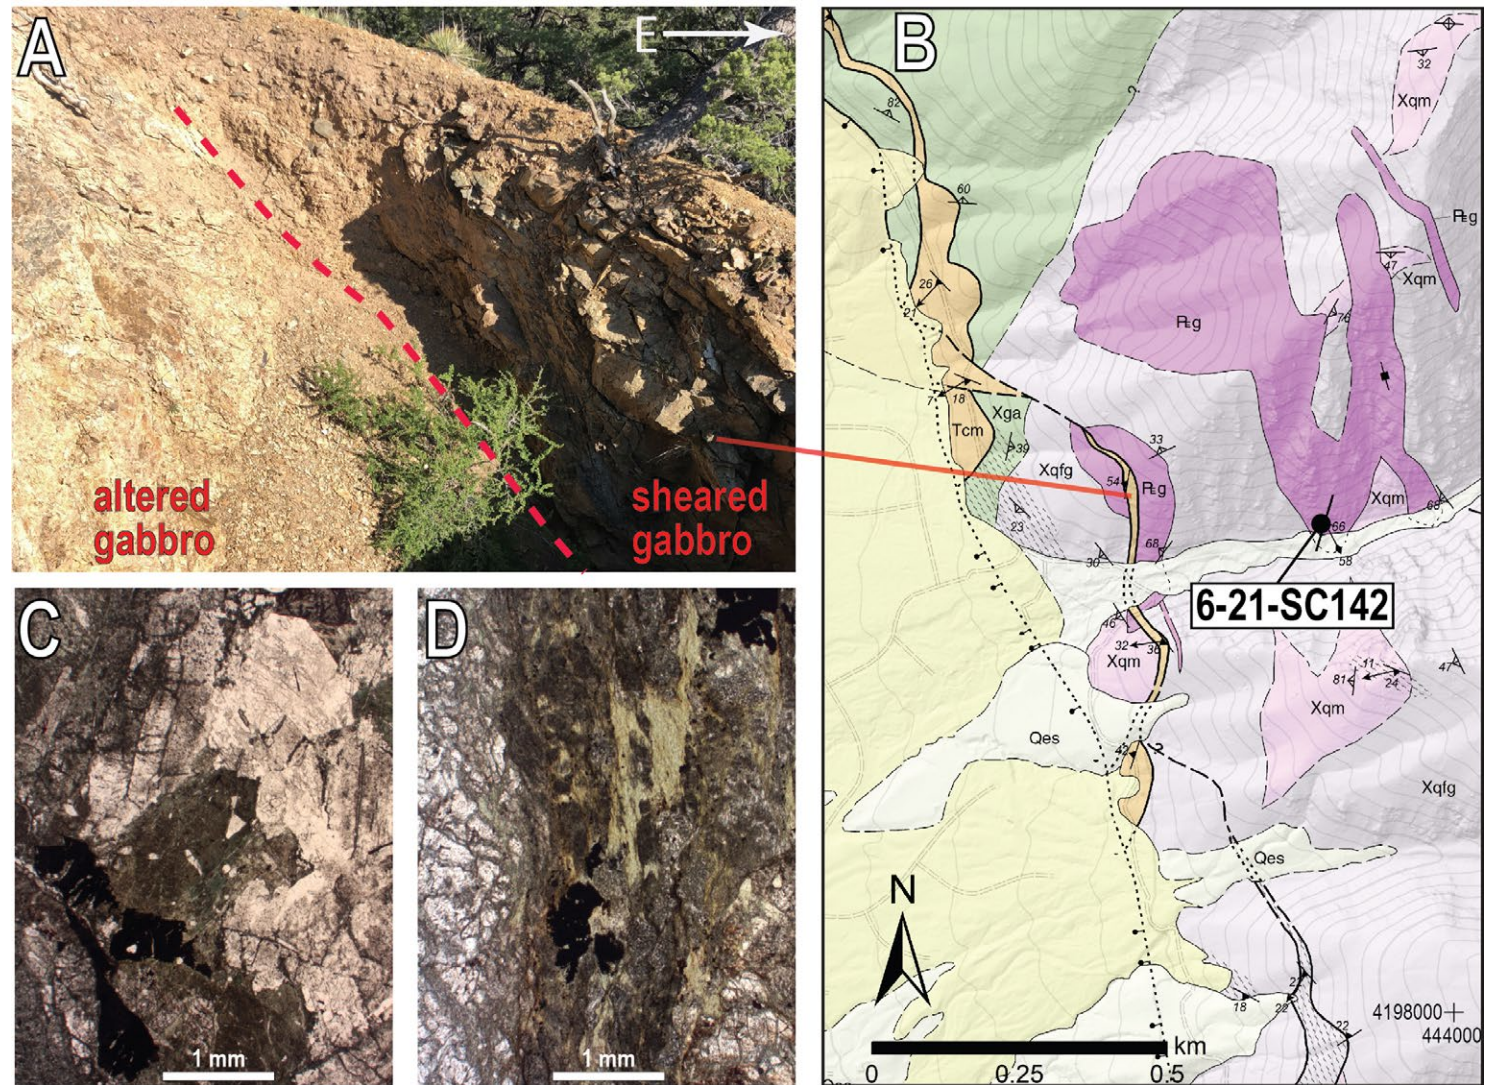 A
E
altered
gabbro
sheared
gabbro
B
82
60
26
21
7
18
Tcm
Xga
39
Xqfg
23
54
33
68
30
ꟼEg
32
Xqm
47
Xqm
76
Xqm
66
68
58
6-21-SC142
46
32
36
Xqm
11
81
24
47
Xqm
Qes
42
?
Xqfg
Qes
18
22
22
N
4198000
444000
km
0 0.25 0.5
C
1 mm
D
1 mm